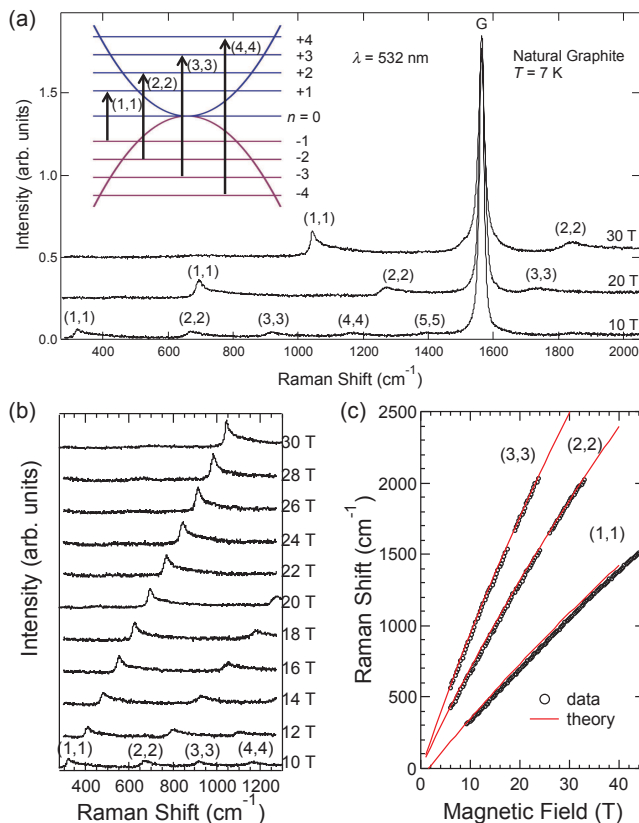 (a)
G
+4
+3
+2
+1
n = 0
-1
-2
-3
-4
(1,1)
(2,2)
(3,3)
(4,4)
λ = 532 nm
Natural Graphite
T = 7 K
1.5
1.0
0.5
0.0
Intensity (arb. units)
(1,1)
(2,2)
30 T
(1,1)
(2,2)
(3,3)
20 T
(1,1)
(2,2)
(3,3)
(4,4)
(5,5)
10 T
400
600
800
1000
1200
1400
1600
1800
2000
Raman Shift (cm-1)
(b)
Intensity (arb. units)
30 T
28 T
26 T
24 T
22 T
20 T
18 T
16 T
14 T
12 T
10 T
(1,1)
(2,2)
(3,3)
(4,4)
400
600
800
1000
1200
Raman Shift (cm-1)
(c)
2500
2000
1500
1000
500
0
Raman Shift (cm-1)
(3,3)
(2,2)
(1,1)
data
theory
0
10
20
30
40
Magnetic Field (T)